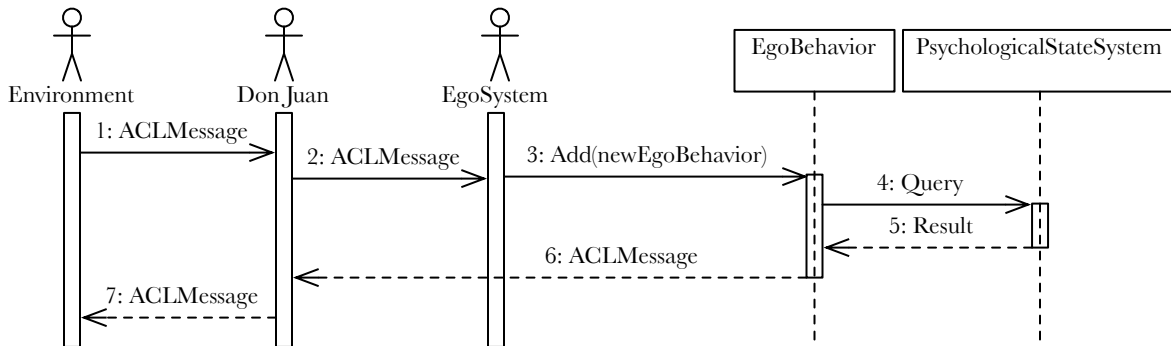 EgoBehavior
PsychologicalStateSystem
Environment
Don Juan
EgoSystem
1: ACLMessage
2: ACLMessage
3: Add(newEgoBehavior)
4: Query
5: Result
6: ACLMessage
7: ACLMessage